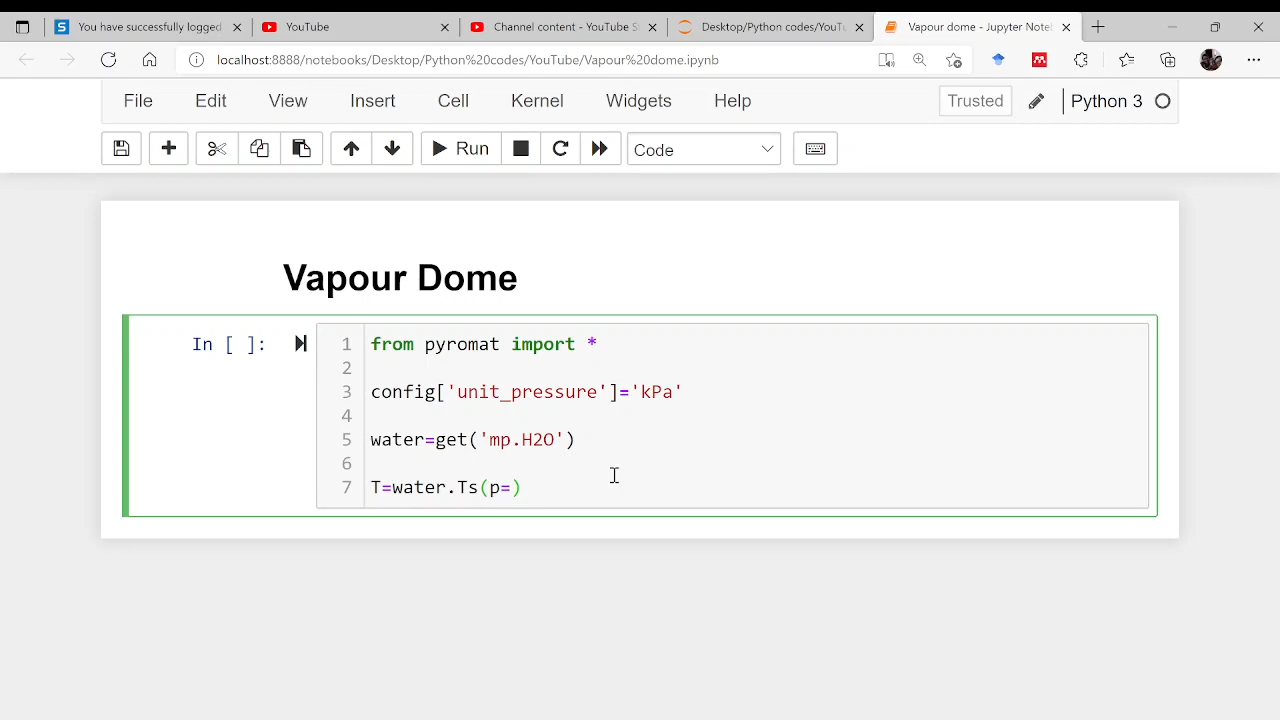 You have successfully logged
YouTube
Channel content - YouTube S
Desktop/Python codes/YouTu
Vapour dome - Jupyter Noteb
localhost:8888/notebooks/Desktop/Python%20codes/YouTube/Vapour%20dome.ipynb
File Edit View Insert Cell Kernel Widgets Help Trusted Python 3
Run Code
Vapour Dome
In [ ]:
1 from pyromat import *
2
3 config['unit_pressure']='kPa'
4
5 water=get('mp.H2O')
6
7 T=water.Ts(p=)